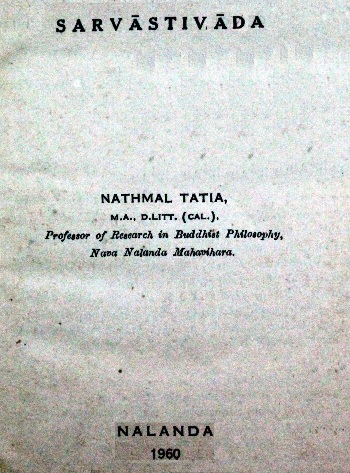 SARVĀSTIVĀDA
NATHMAL TATIA,
M.A., D.LITT. (CAL.),
Professor of Research in Buddhist Philosophy,
Nava Nalanda Mahavihara.
NALANDA
1960